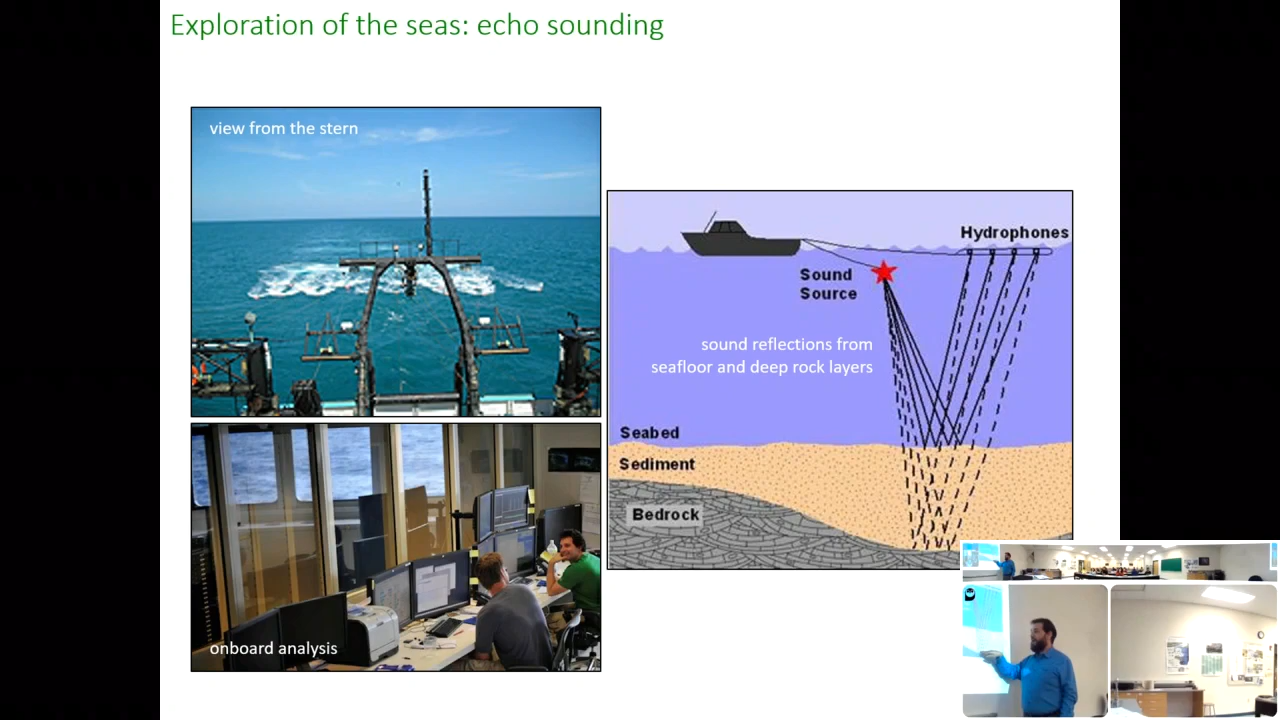 Exploration of the seas: echo sounding
view from the stern
Hydrophones
Sound
Source
sound reflections from
seafloor and deep rock layers
Seabed
Sediment
Bedrock
onboard analysis